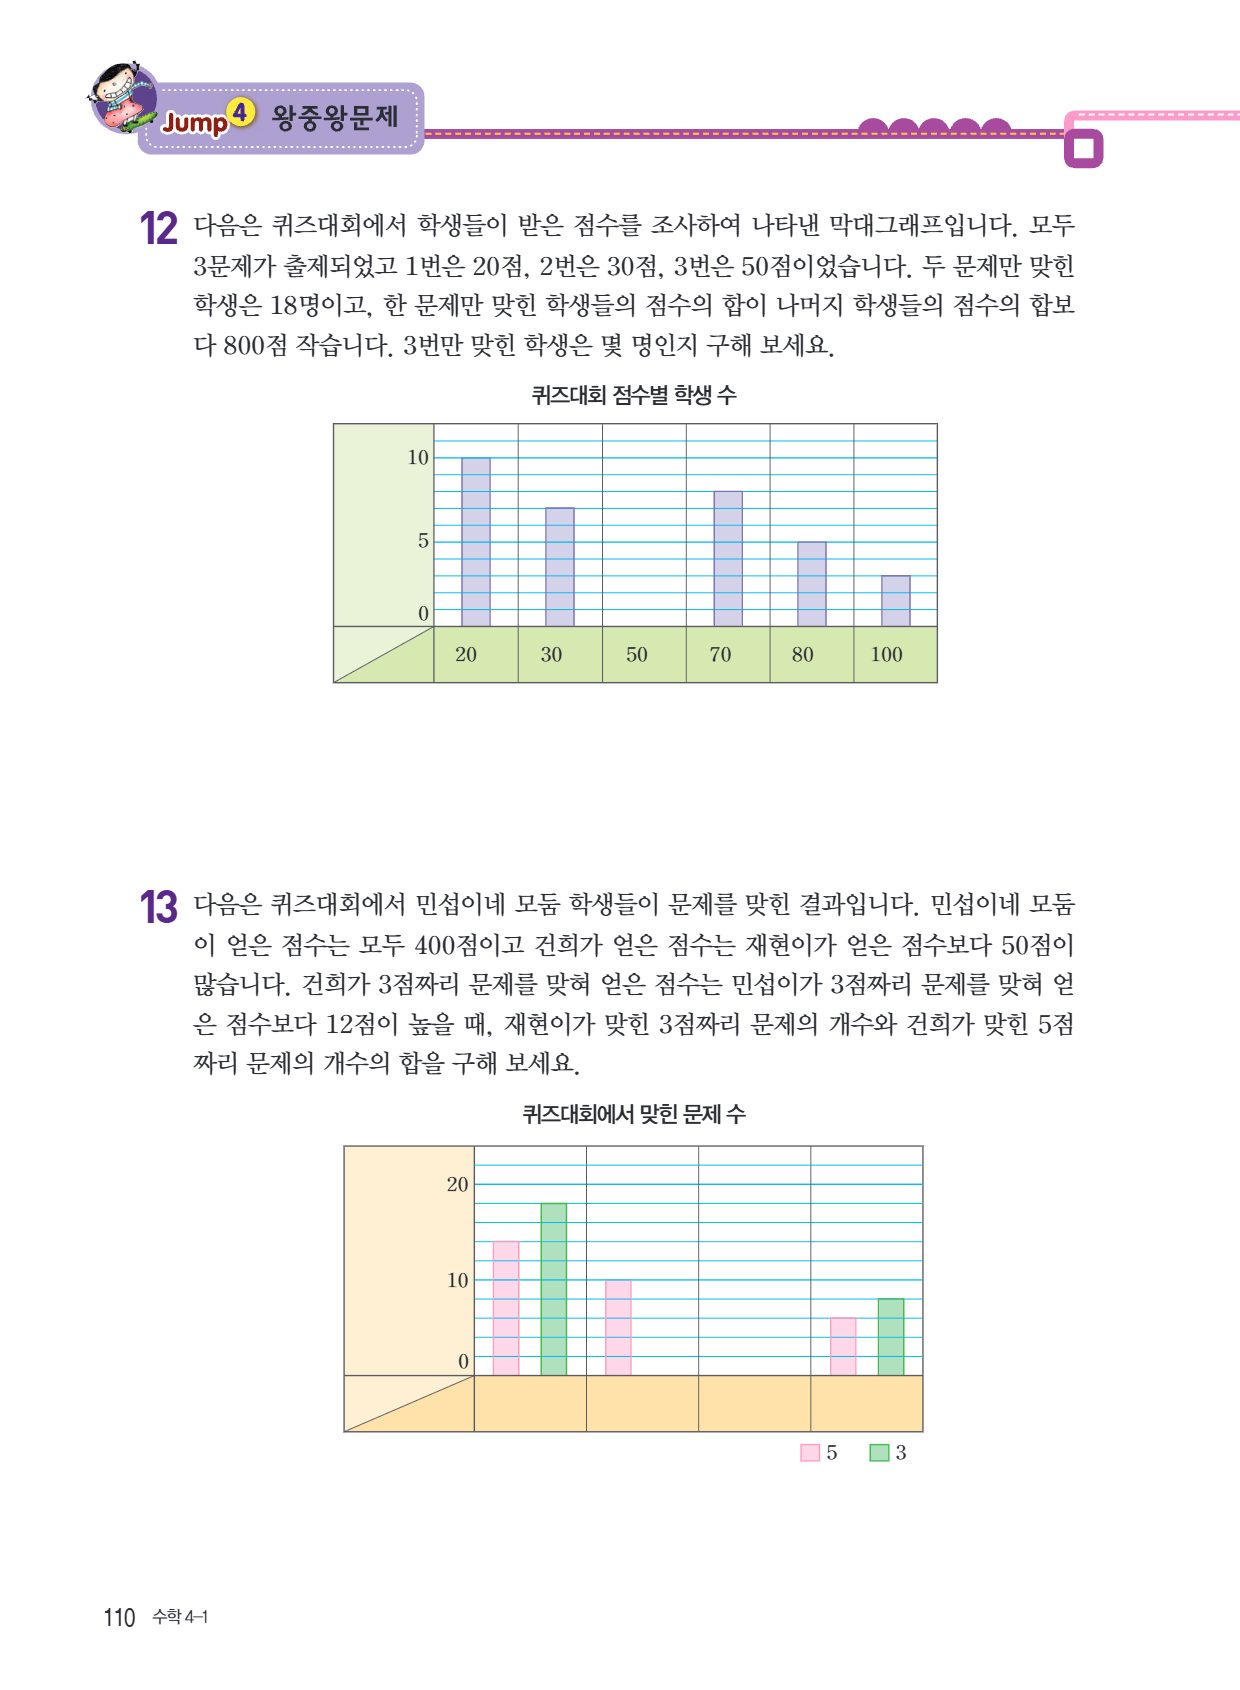 Jump 4 왕중왕문제
12 다음은 퀴즈대회에서 학생들이 받은 점수를 조사하여 나타낸 막대그래프입니다. 모두
3문제가 출제되었고 1번은 20점, 2번은 30점, 3번은 50점이었습니다. 두 문제만 맞힌
학생은 18명이고, 한 문제만 맞힌 학생들의 점수의 합이 나머지 학생들의 점수의 합보
다 800점 작습니다. 3번만 맞힌 학생은 몇 명인지 구해 보세요.
퀴즈대회 점수별 학생 수
10
5
0
20 30 50 70 80 100
13 다음은 퀴즈대회에서 민섭이네 모둠 학생들이 문제를 맞힌 결과입니다. 민섭이네 모둠
이 얻은 점수는 모두 400점이고 건희가 얻은 점수는 재현이가 얻은 점수보다 50점이
많습니다. 건희가 3점짜리 문제를 맞혀 얻은 점수는 민섭이가 3점짜리 문제를 맞혀 얻
은 점수보다 12점이 높을 때, 재현이가 맞힌 3점짜리 문제의 개수와 건희가 맞힌 5점
짜리 문제의 개수의 합을 구해 보세요.
퀴즈대회에서 맞힌 문제 수
20
10
0
5 3
110 수학 4-1